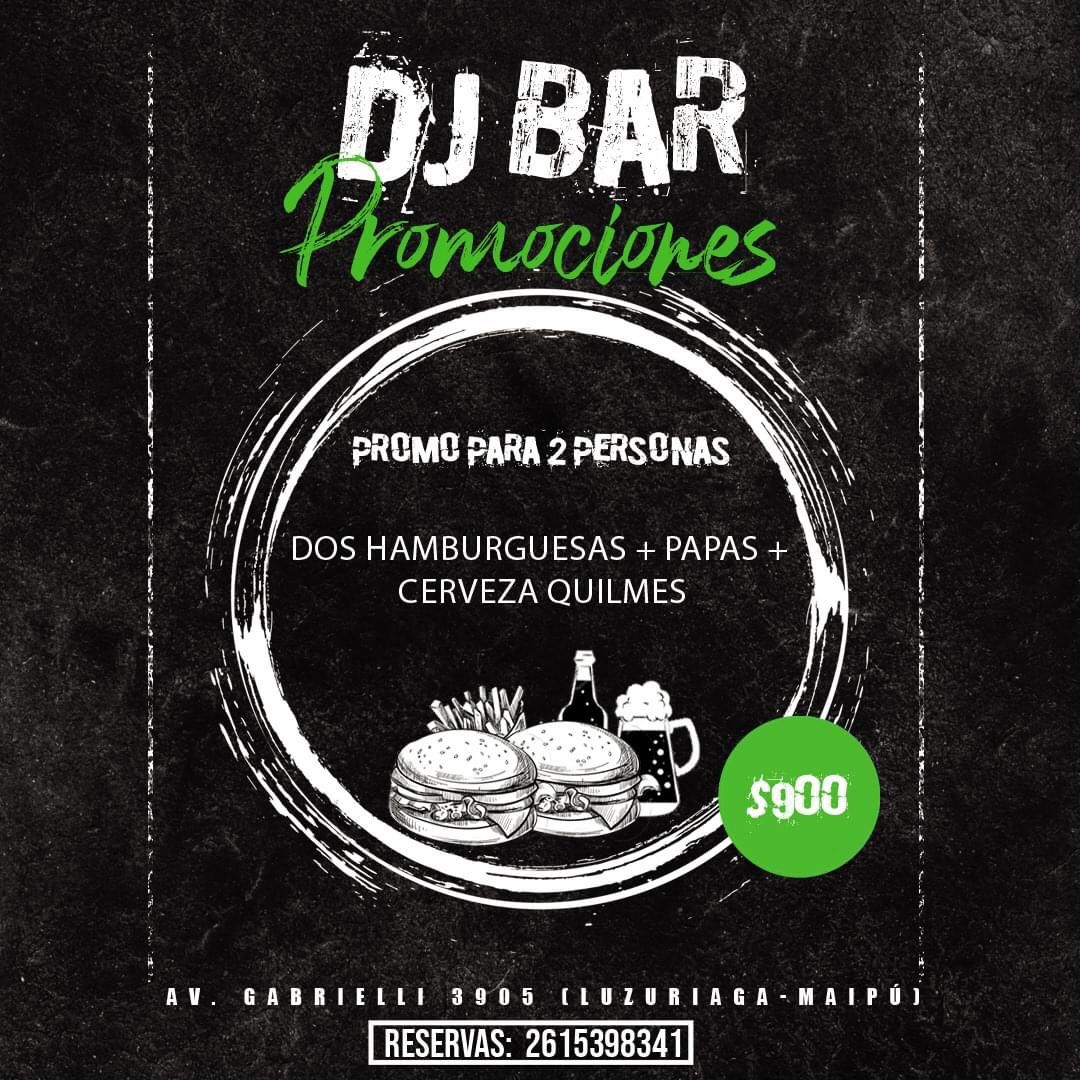 DJ BAR
Promociones
PROMO PARA 2 PERSONAS
DOS HAMBURGUESAS + PAPAS +
CERVEZA QUILMES
$900
AV. GABRIELLI 3905 (LUZURIAGA-MAIPÚ)
RESERVAS: 2615398341